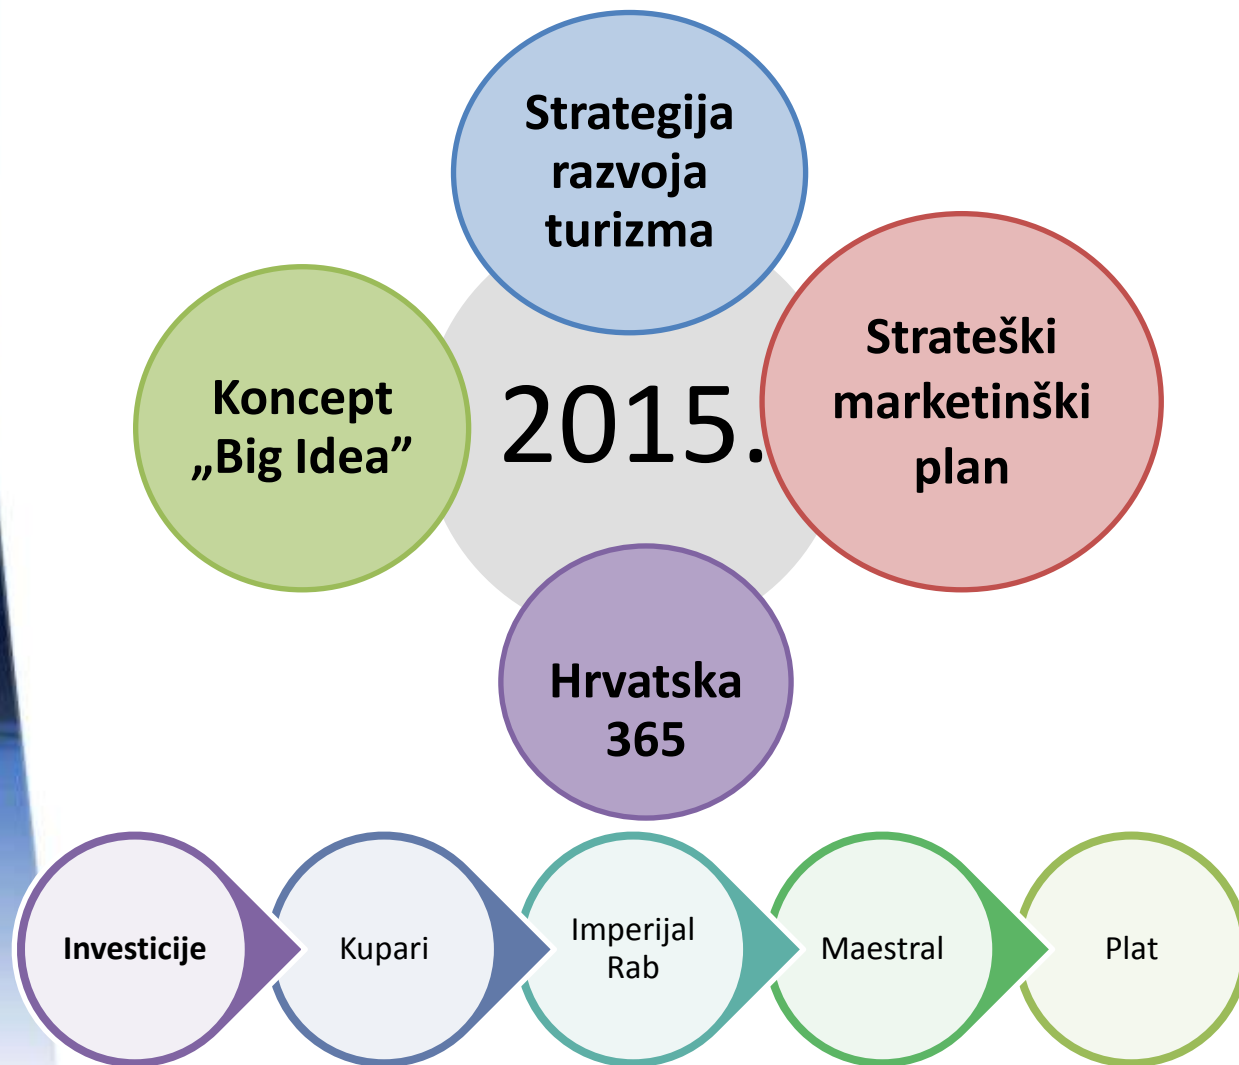 Strategija
razvoja
turizma
Strateški
marketinški
plan
Koncept
„Big Idea”
2015.
Hrvatska
365
Investicije
Kupari
Imperijal
Rab
Maestral
Plat